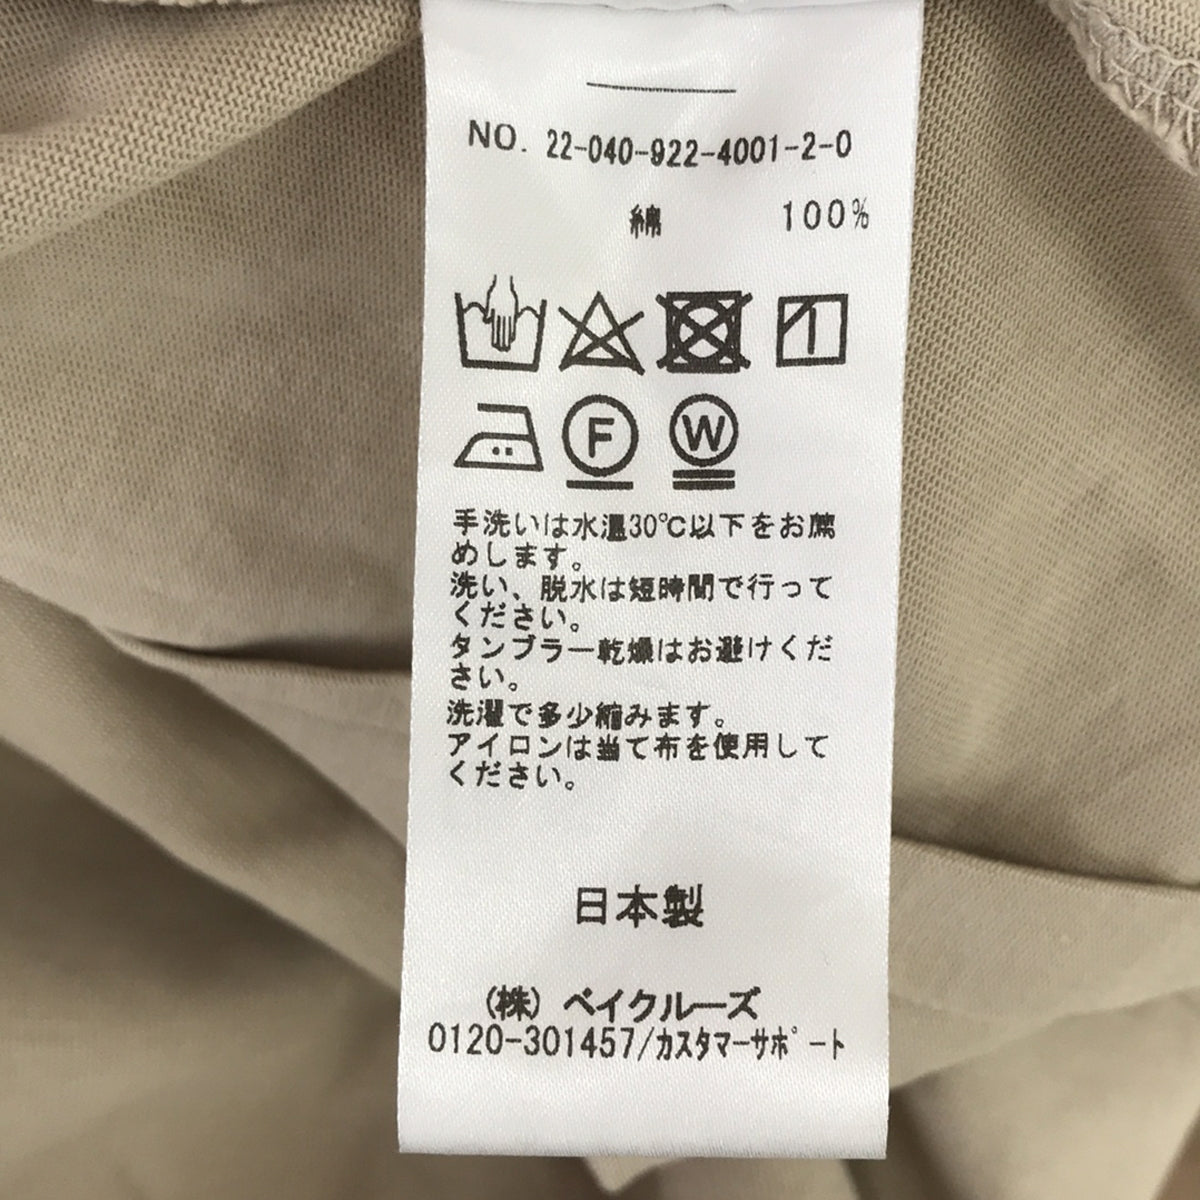 NO. 22-040-922-4001-2-0
綿 100%
F W
手洗いは水温30℃以下をお薦
めします。
洗い、脱水は短時間で行って
ください。
タンブラー乾燥はお避けくだ
さい。
洗濯で多少縮みます。
アイロンは当て布を使用して
ください。
日本製
(株) ベイクルーズ
0120-301457/カスタマーサポート